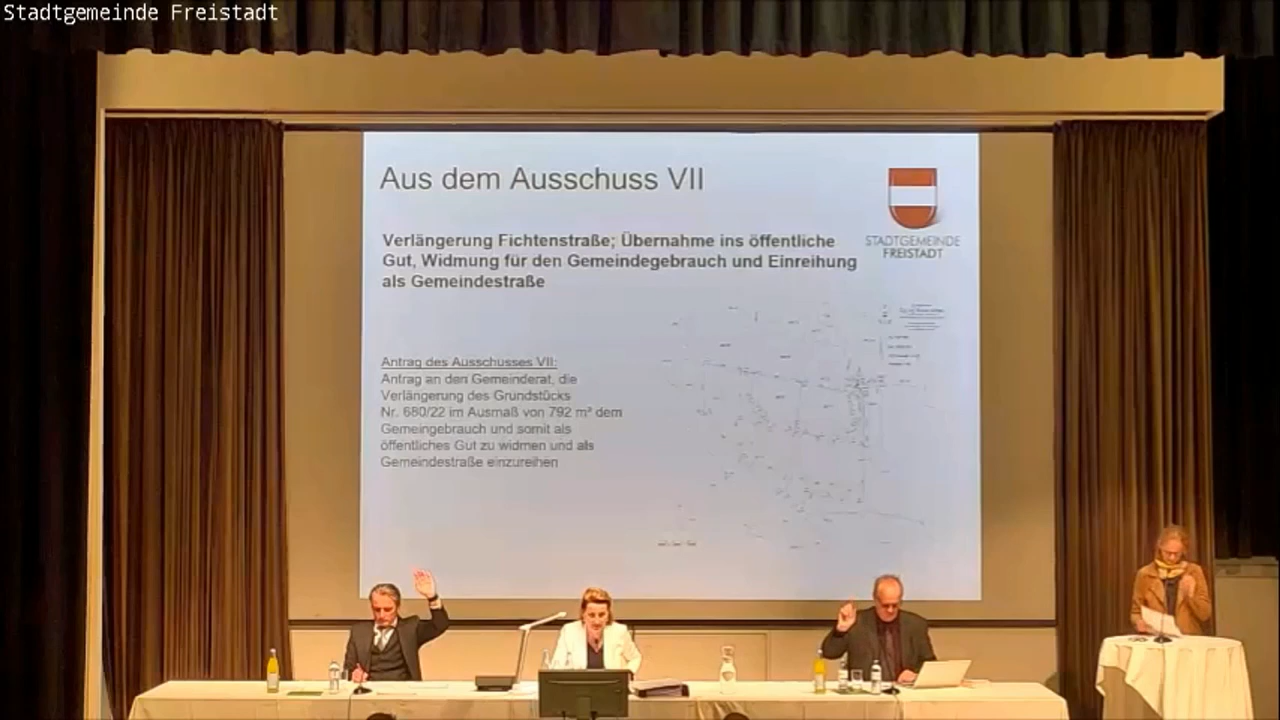 Stadtgemeinde Freistadt
Aus dem Ausschuss VII
STADTGEMEINDE
FREISTADT
Verlängerung Fichtenstraße; Übernahme ins öffentliche
Gut, Widmung für den Gemeindegebrauch und Einreihung
als Gemeindestraße
Antrag des Ausschusses VII:
Antrag an den Gemeinderat, die
Verlängerung des Grundstücks
Nr. 680/22 im Ausmaß von 792 m² dem
Gemeingebrauch und somit als
öffentliches Gut zu widmen und als
Gemeindestraße einzureihen